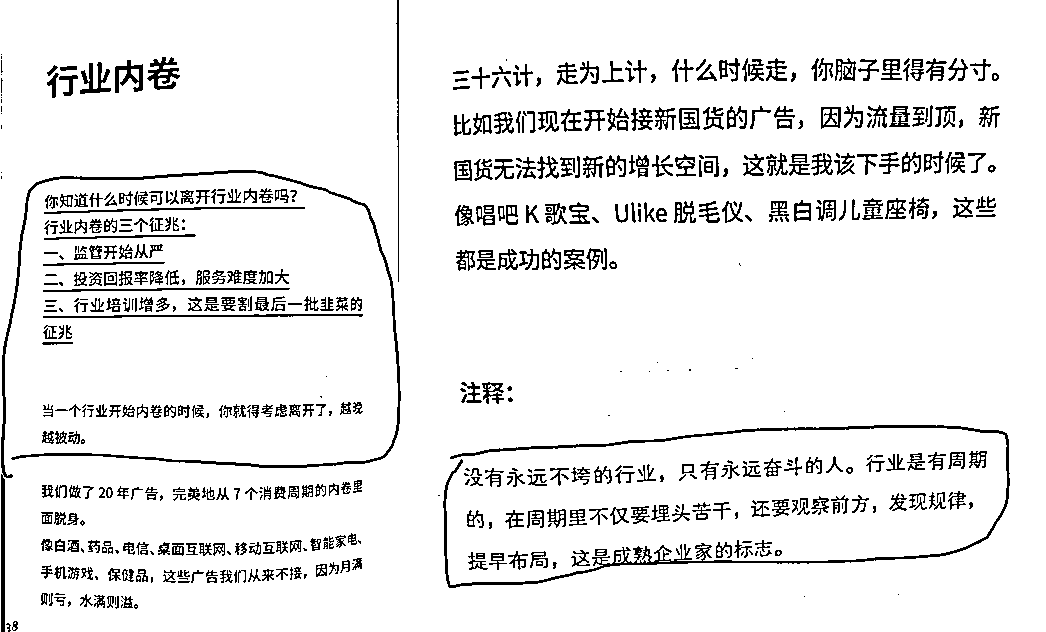 行业内卷
你知道什么时候可以离开行业内卷吗？
行业内卷的三个征兆：
一、监管开始从严
二、投资回报率降低，服务难度加大
三、行业培训增多，这是要割最后一批韭菜的
征兆
当一个行业开始内卷的时候，你就得考虑离开了，越晚
越被动。
我们做了 20 年广告，完美地从 7 个消费周期的内卷里
面脱身。
像白酒、药品、电信、桌面互联网、移动互联网、智能家电、
手机游戏、保健品，这些广告我们从来不接，因为月满
则亏，水满则溢。
38
三十六计，走为上计，什么时候走，你脑子里得有分寸。
比如我们现在开始接新国货的广告，因为流量到顶，新
国货无法找到新的增长空间，这就是我该下手的时候了。
像唱吧 K 歌宝、Ulike 脱毛仪、黑白调儿童座椅，这些
都是成功的案例。
注释：
没有永远不垮的行业，只有永远奋斗的人。行业是有周期
的，在周期里不仅要埋头苦干，还要观察前方，发现规律，
提早布局，这是成熟企业家的标志。